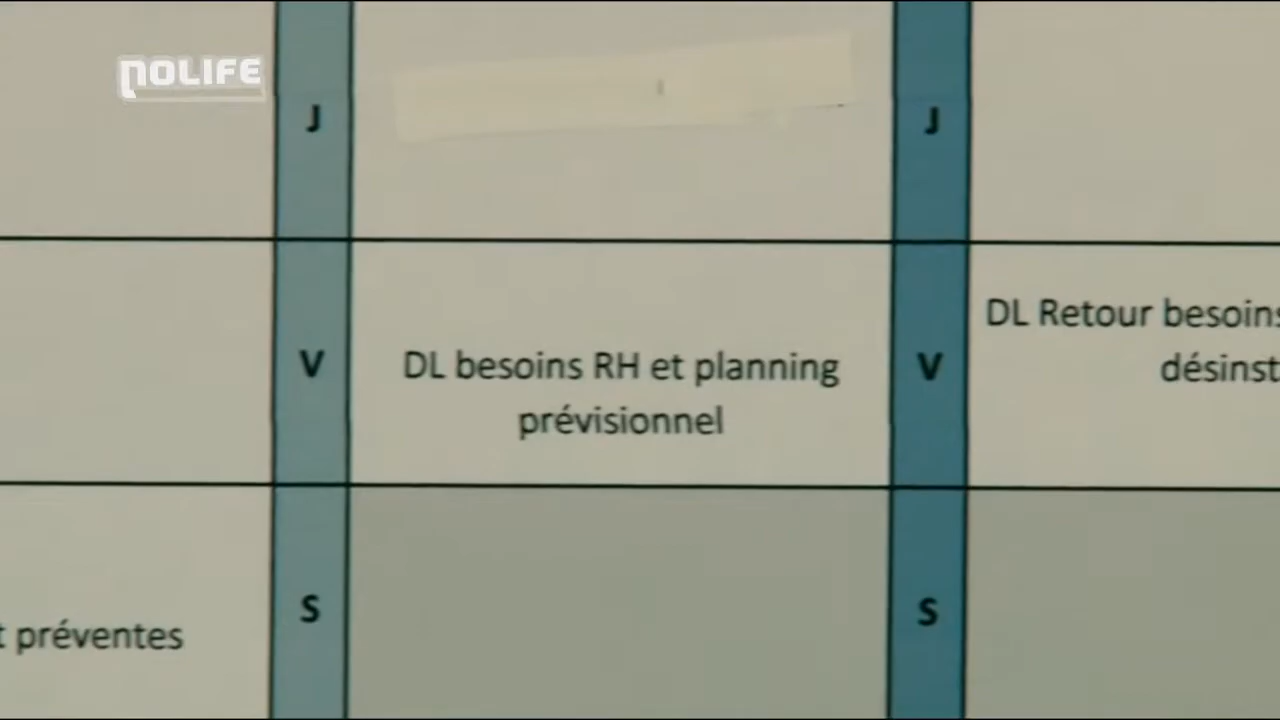 NOLIFE
J
J
V
DL besoins RH et planning
prévisionnel
V
DL Retour besoins
désinst
S
t préventes
S